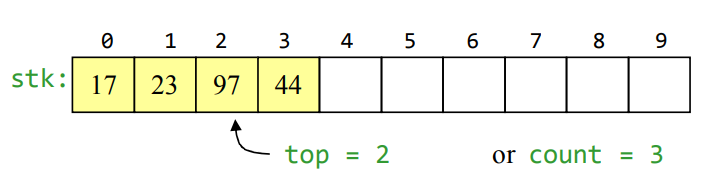 0 1 2 3 4 5 6 7 8 9
stk: 17 23 97 44
top = 2 or count = 3